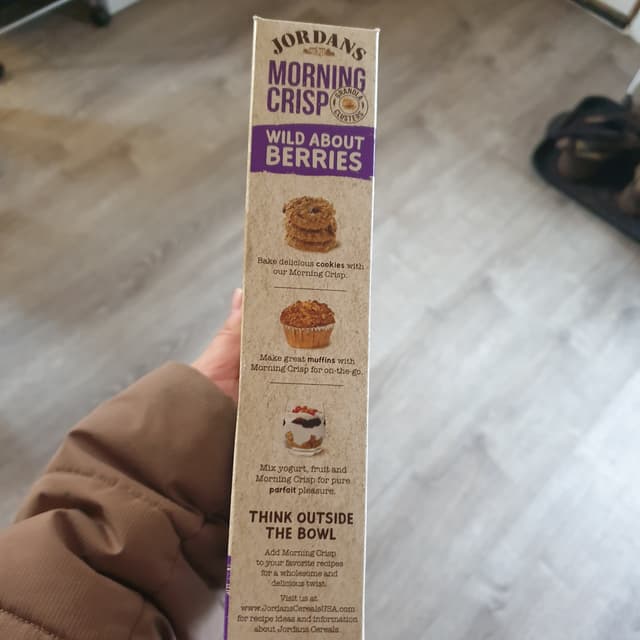 JORDANS
MORNING
CRISP
GRANOLA
CLUSTERS
WILD ABOUT
BERRIES
Bake delicious cookies with
our Morning Crisp.
Make great muffins with
Morning Crisp for on-the-go.
Mix yogurt, fruit and
Morning Crisp for pure
parfait pleasure.
THINK OUTSIDE
THE BOWL
Add Morning Crisp
to your favorite recipes
for a wholesome and
delicious twist.
Visit us at
www.JordansCerealsUSA.com
for recipe ideas and information
about Jordans Cereals